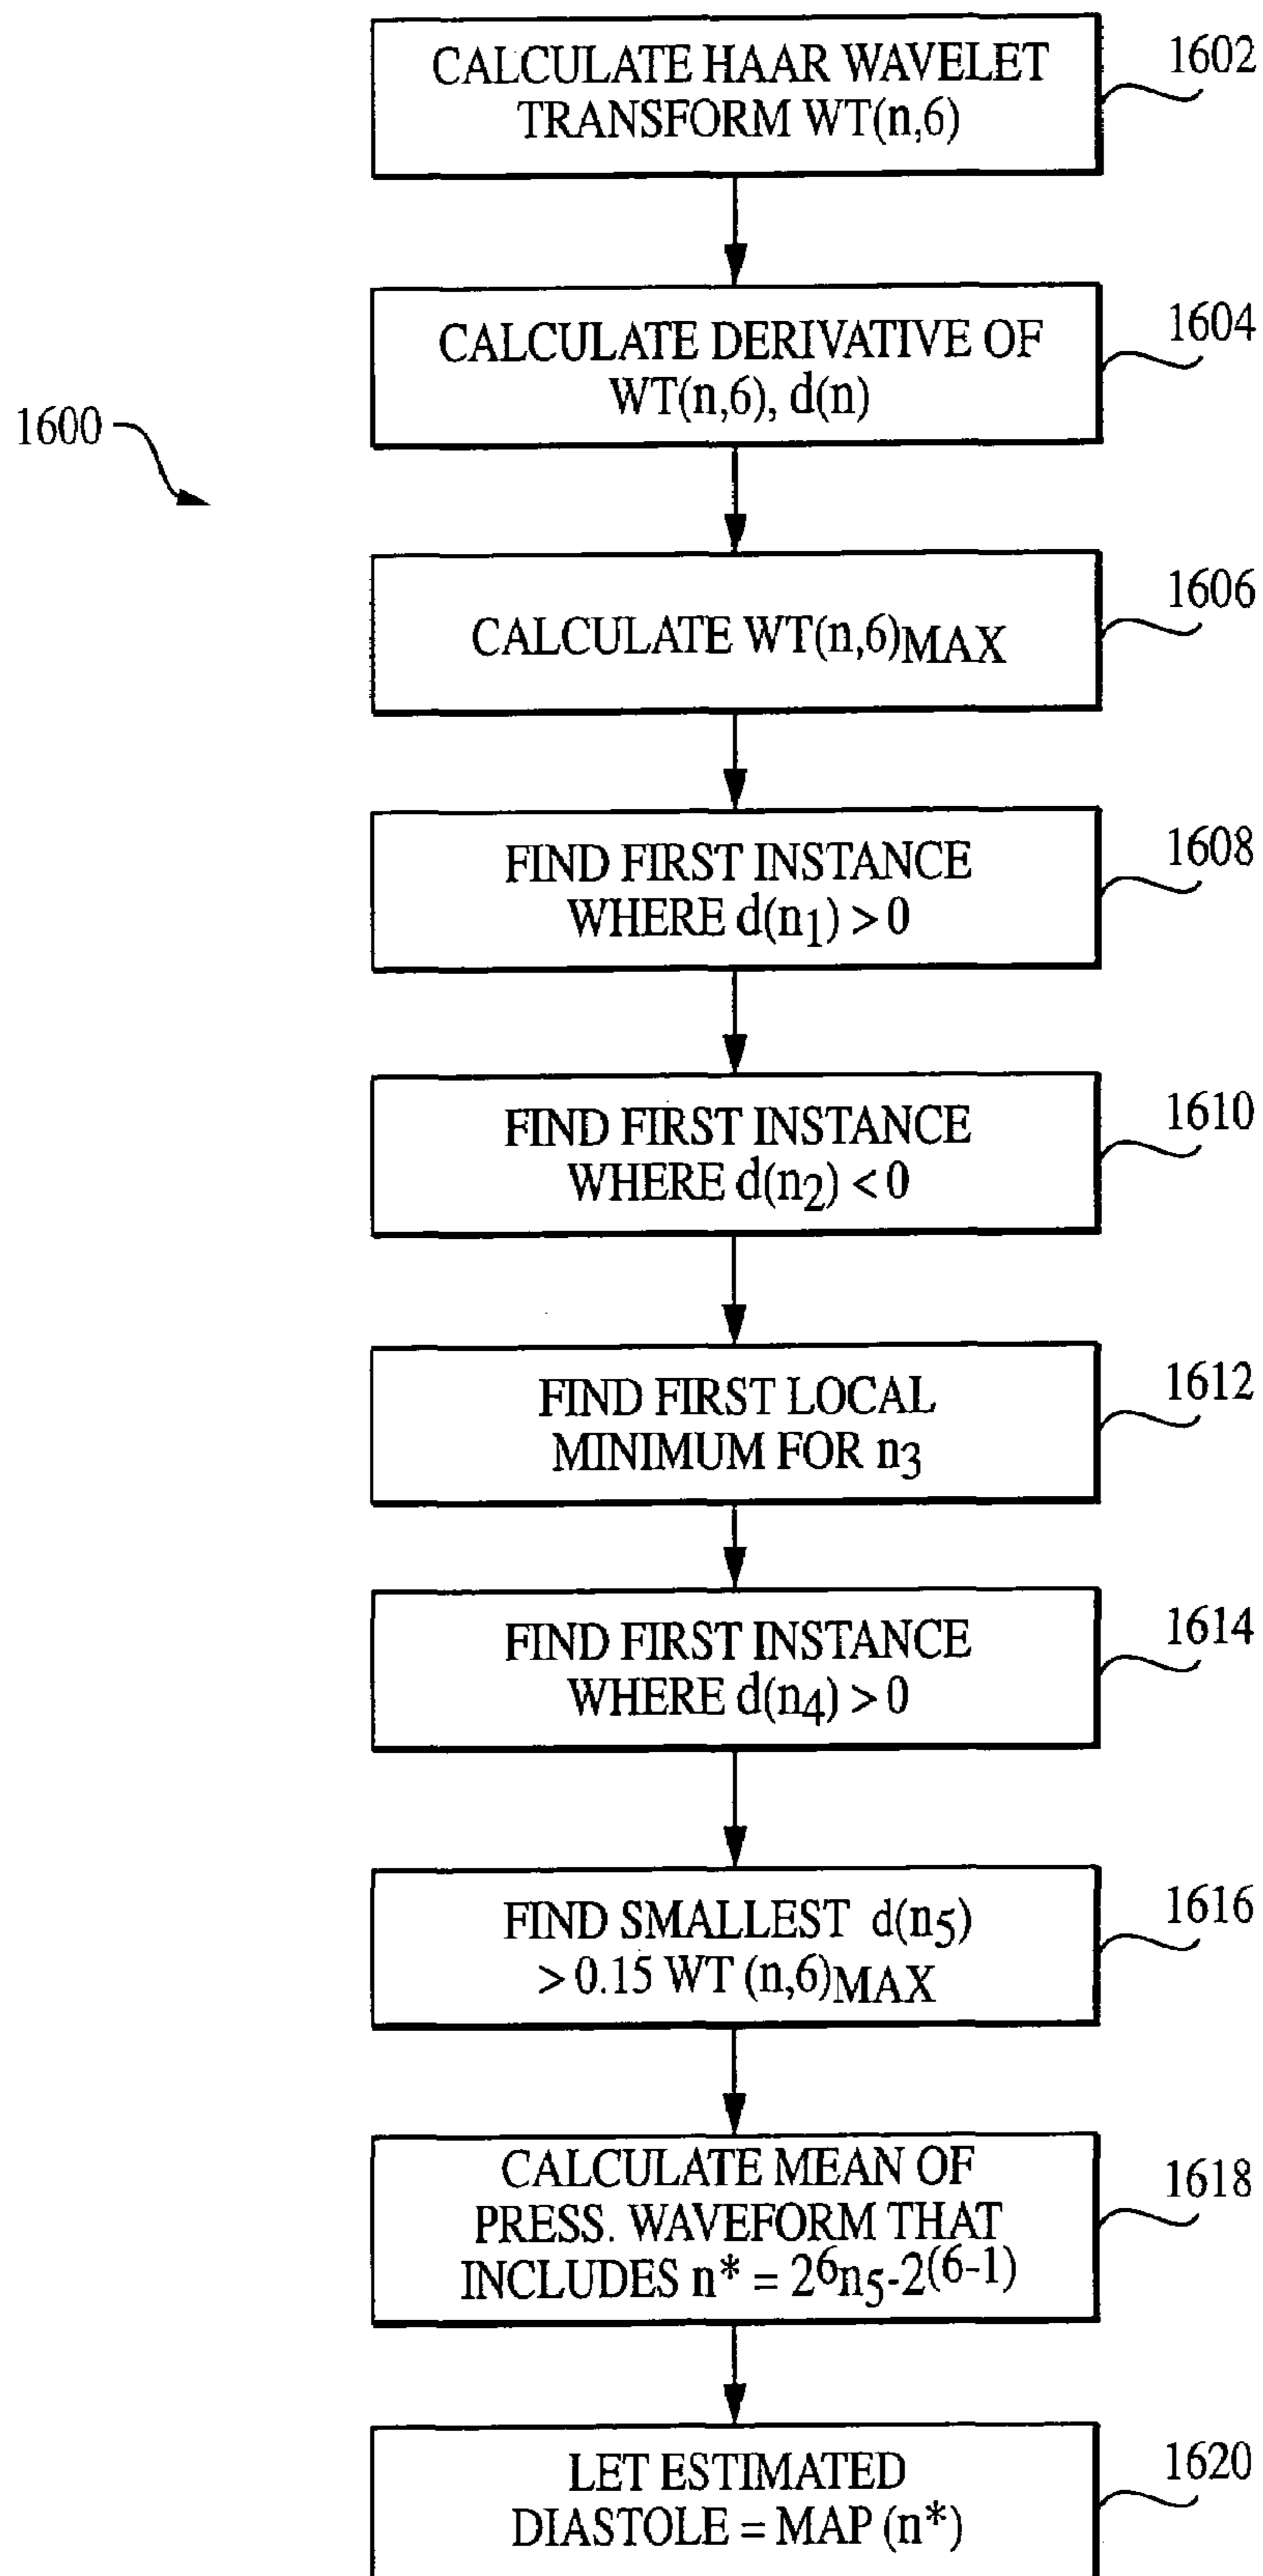 CALCULATE HAAR WAVELET
TRANSFORM WT(n,6)
1602
CALCULATE DERIVATIVE OF
WT(n,6), d(n)
1604
1600
CALCULATE WT(n,6)MAX
1606
FIND FIRST INSTANCE
WHERE d(n1) > 0
1608
FIND FIRST INSTANCE
WHERE d(n2) < 0
1610
FIND FIRST LOCAL
MINIMUM FOR n3
1612
FIND FIRST INSTANCE
WHERE d(n4) > 0
1614
FIND SMALLEST d(n5)
> 0.15 WT (n,6)MAX
1616
CALCULATE MEAN OF
PRESS. WAVEFORM THAT
INCLUDES n* = 2^6n5-2^(6-1)
1618
LET ESTIMATED
DIASTOLE = MAP (n*)
1620